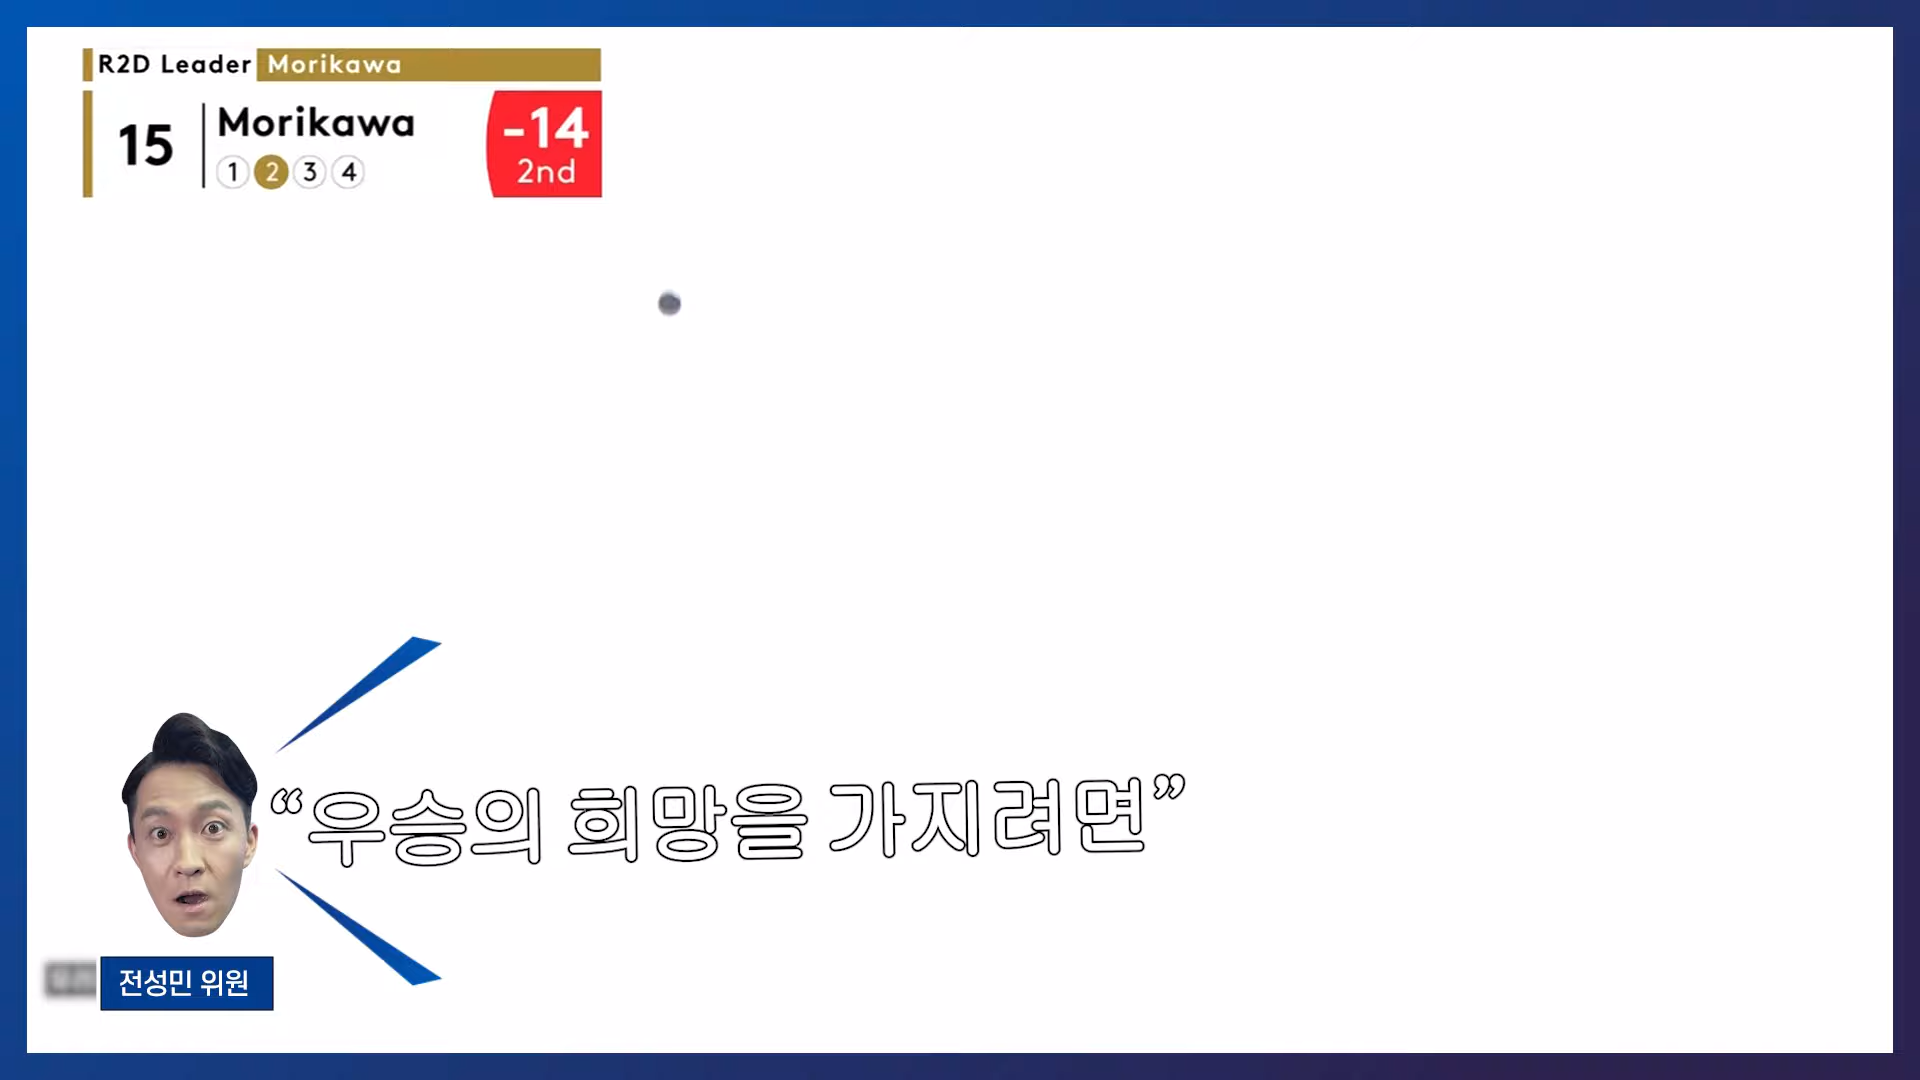 R2D Leader Morikawa
15 Morikawa -14
1 2 3 4 2nd
“우승의 희망을 가지려면”
전성민 위원